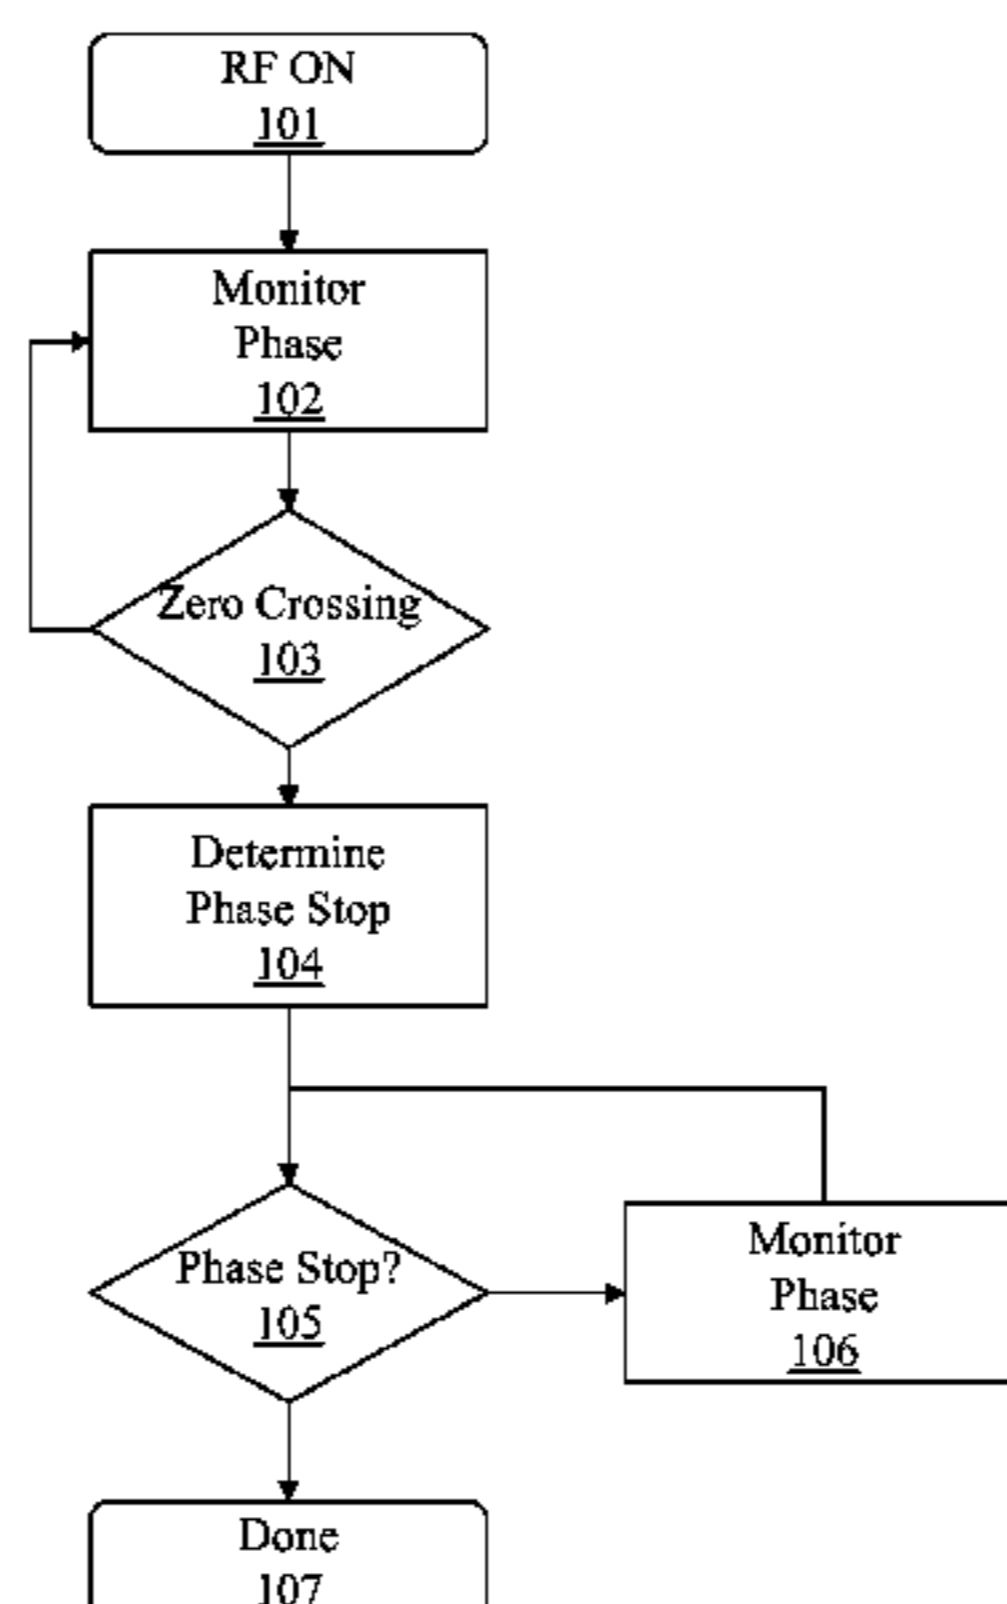 RF ON
101
Monitor
Phase
102
Zero Crossing
103
Determine
Phase Stop
104
Phase Stop?
105
Monitor
Phase
106
Done
107